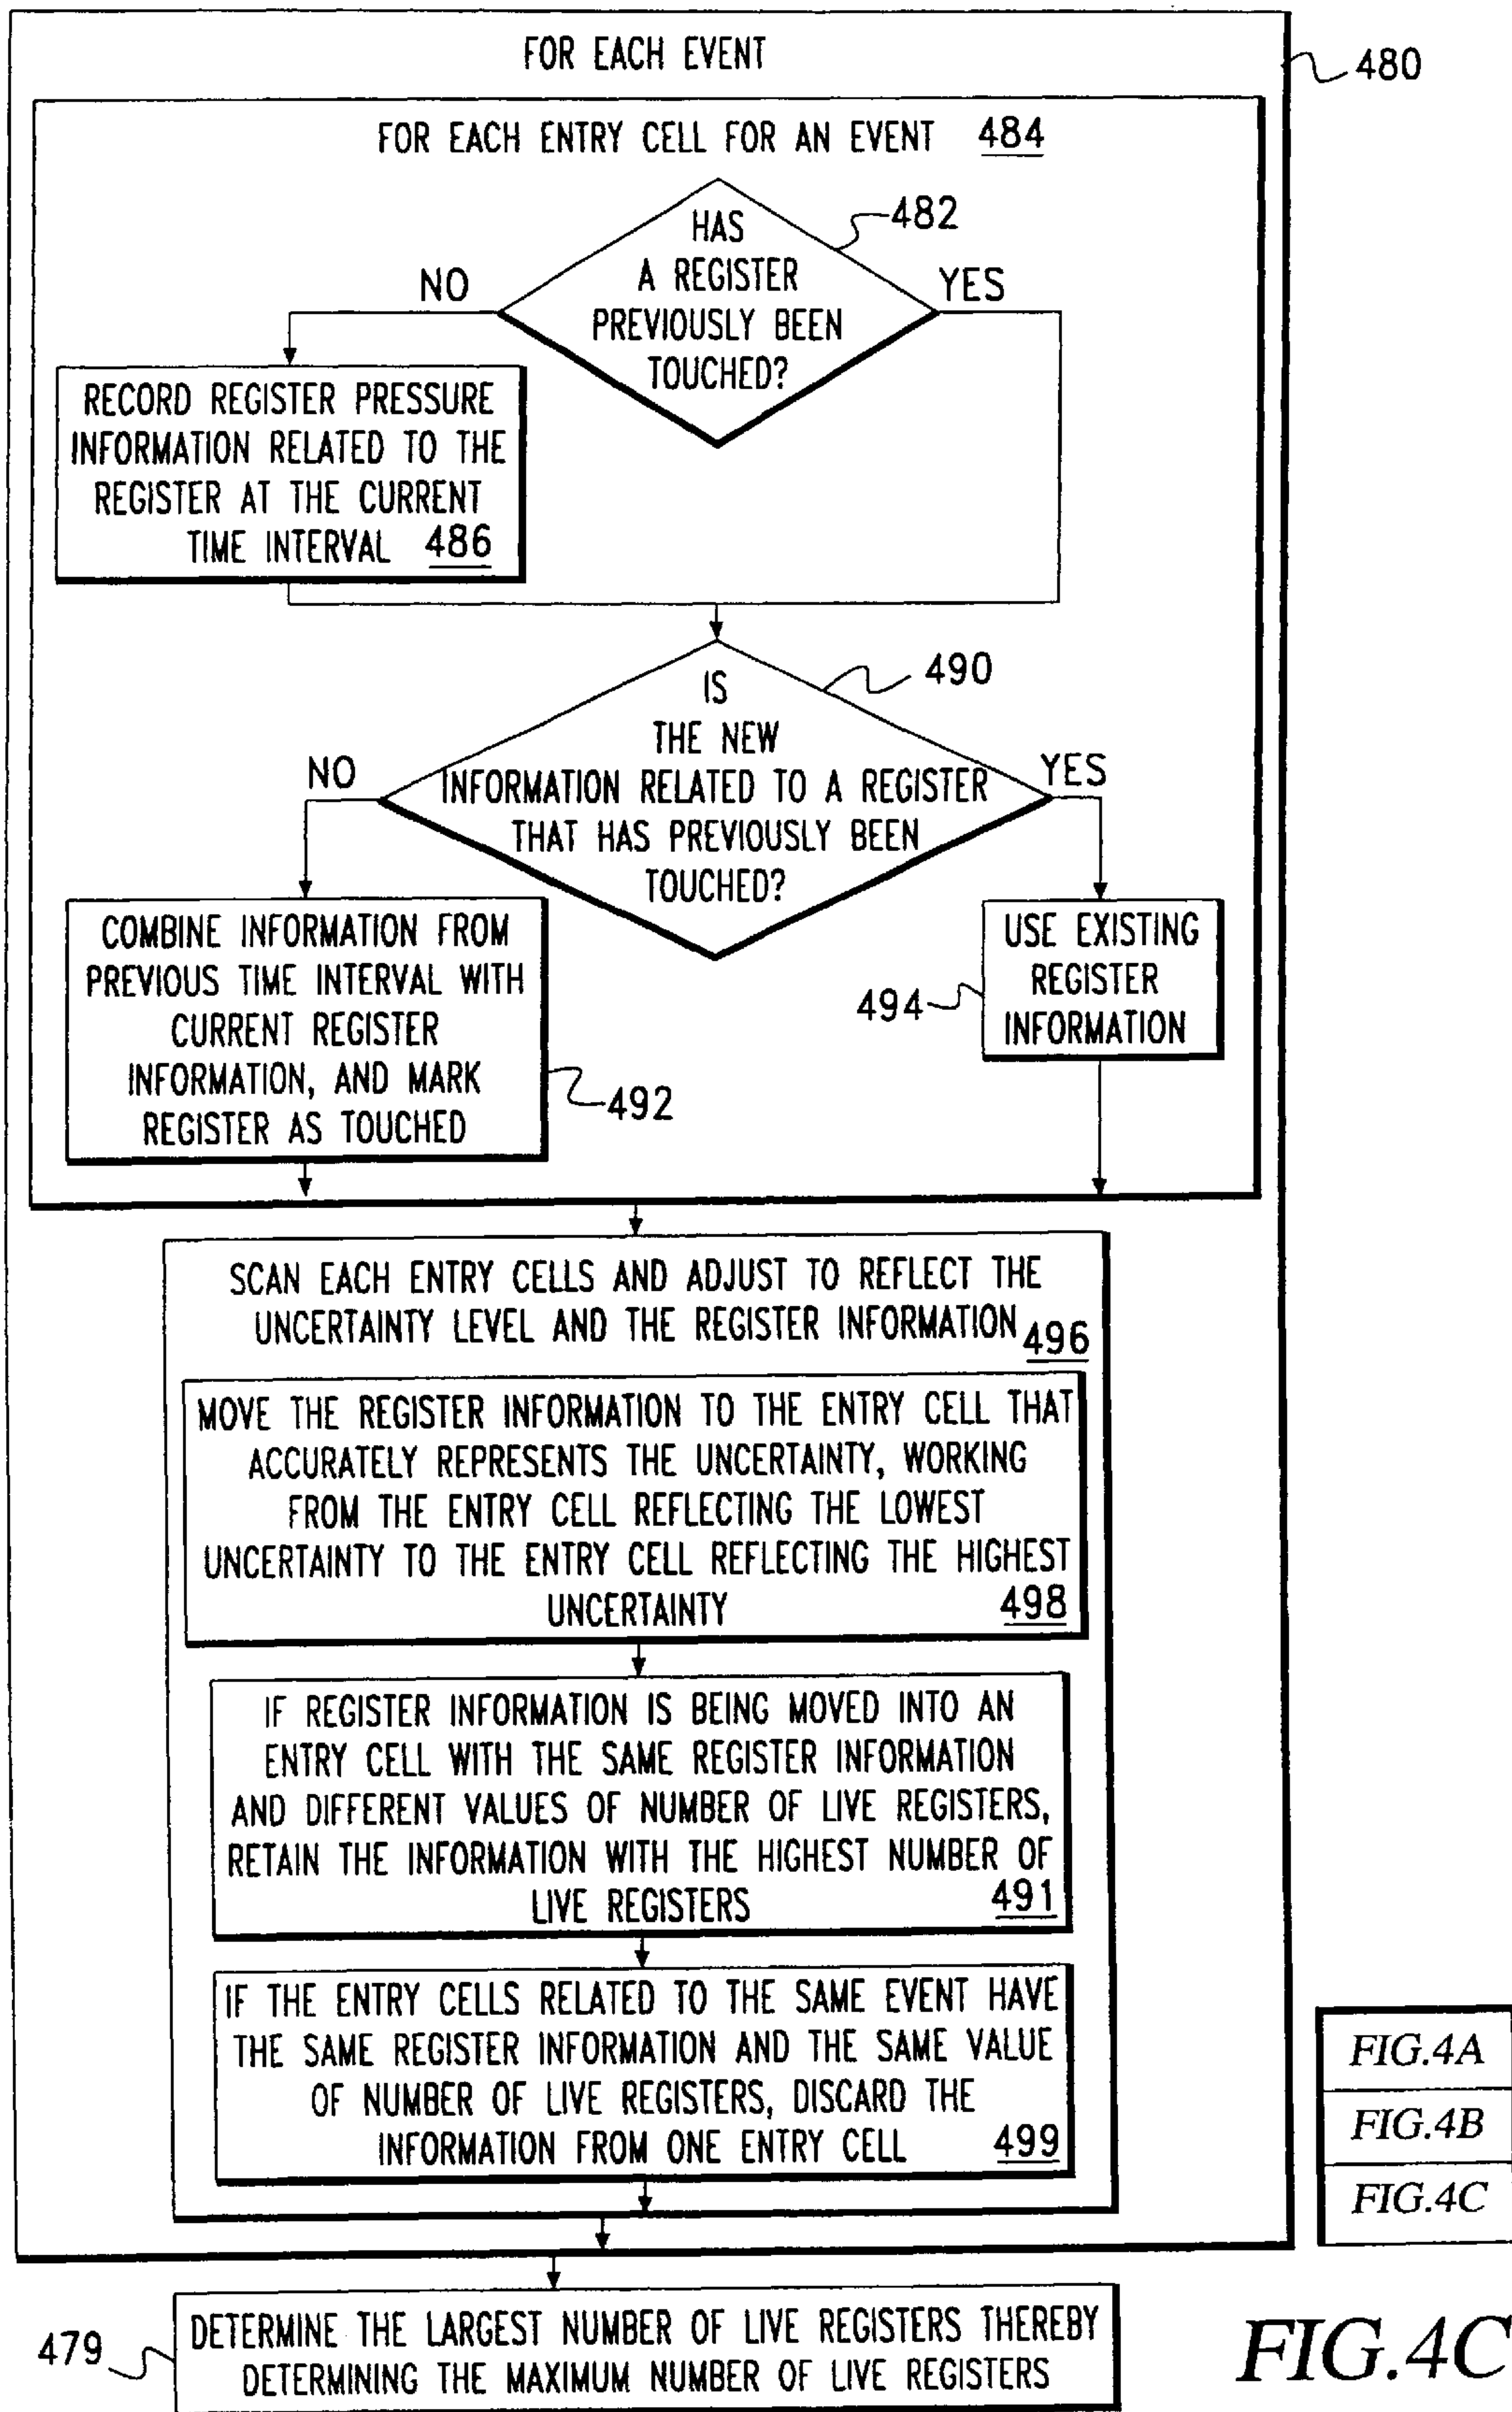 FOR EACH EVENT
480
FOR EACH ENTRY CELL FOR AN EVENT 484
482
HAS
A REGISTER
PREVIOUSLY BEEN
TOUCHED?
NO
YES
RECORD REGISTER PRESSURE
INFORMATION RELATED TO THE
REGISTER AT THE CURRENT
TIME INTERVAL 486
490
IS
THE NEW
INFORMATION RELATED TO A REGISTER
THAT HAS PREVIOUSLY BEEN
TOUCHED?
NO
YES
COMBINE INFORMATION FROM
PREVIOUS TIME INTERVAL WITH
CURRENT REGISTER
INFORMATION, AND MARK
REGISTER AS TOUCHED
492
USE EXISTING
REGISTER
INFORMATION
494
SCAN EACH ENTRY CELLS AND ADJUST TO REFLECT THE
UNCERTAINTY LEVEL AND THE REGISTER INFORMATION 496
MOVE THE REGISTER INFORMATION TO THE ENTRY CELL THAT
ACCURATELY REPRESENTS THE UNCERTAINTY, WORKING
FROM THE ENTRY CELL REFLECTING THE LOWEST
UNCERTAINTY TO THE ENTRY CELL REFLECTING THE HIGHEST
UNCERTAINTY 498
IF REGISTER INFORMATION IS BEING MOVED INTO AN
ENTRY CELL WITH THE SAME REGISTER INFORMATION
AND DIFFERENT VALUES OF NUMBER OF LIVE REGISTERS,
RETAIN THE INFORMATION WITH THE HIGHEST NUMBER OF
LIVE REGISTERS 491
IF THE ENTRY CELLS RELATED TO THE SAME EVENT HAVE
THE SAME REGISTER INFORMATION AND THE SAME VALUE
OF NUMBER OF LIVE REGISTERS, DISCARD THE
INFORMATION FROM ONE ENTRY CELL 499
FIG.4A
FIG.4B
FIG.4C
479
DETERMINE THE LARGEST NUMBER OF LIVE REGISTERS THEREBY
DETERMINING THE MAXIMUM NUMBER OF LIVE REGISTERS
FIG.4C